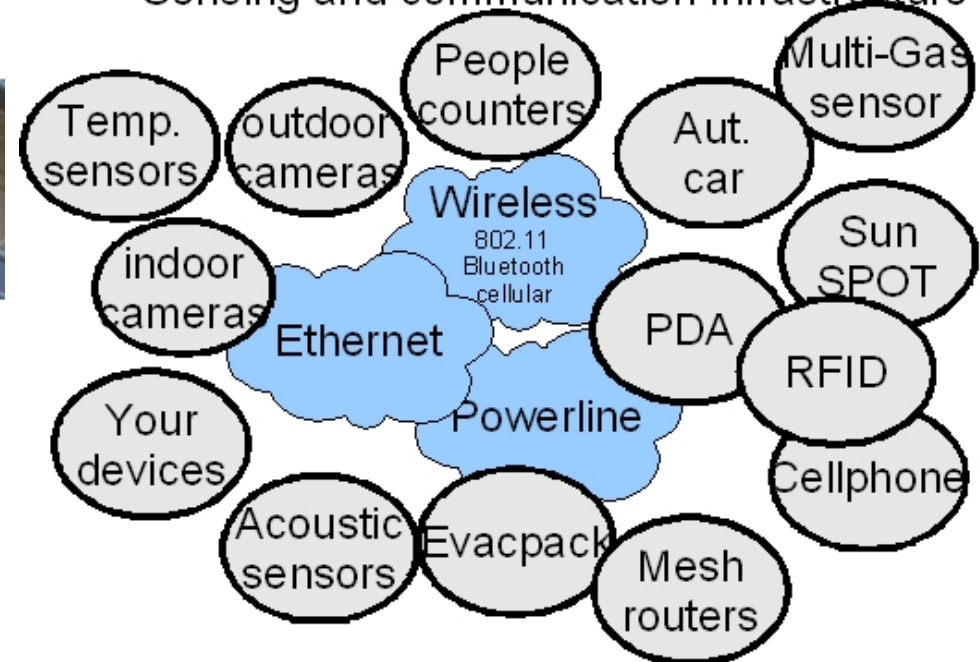 Sensing and communication infrastructure
People
counters
Multi-Gas
sensor
Temp.
sensors
outdoor
cameras
Aut.
car
Wireless
802.11
Bluetooth
cellular
Sun
SPOT
indoor
cameras
Ethernet
PDA
RFID
Your
devices
Powerline
Cellphone
Acoustic
sensors
Evacpack
Mesh
routers